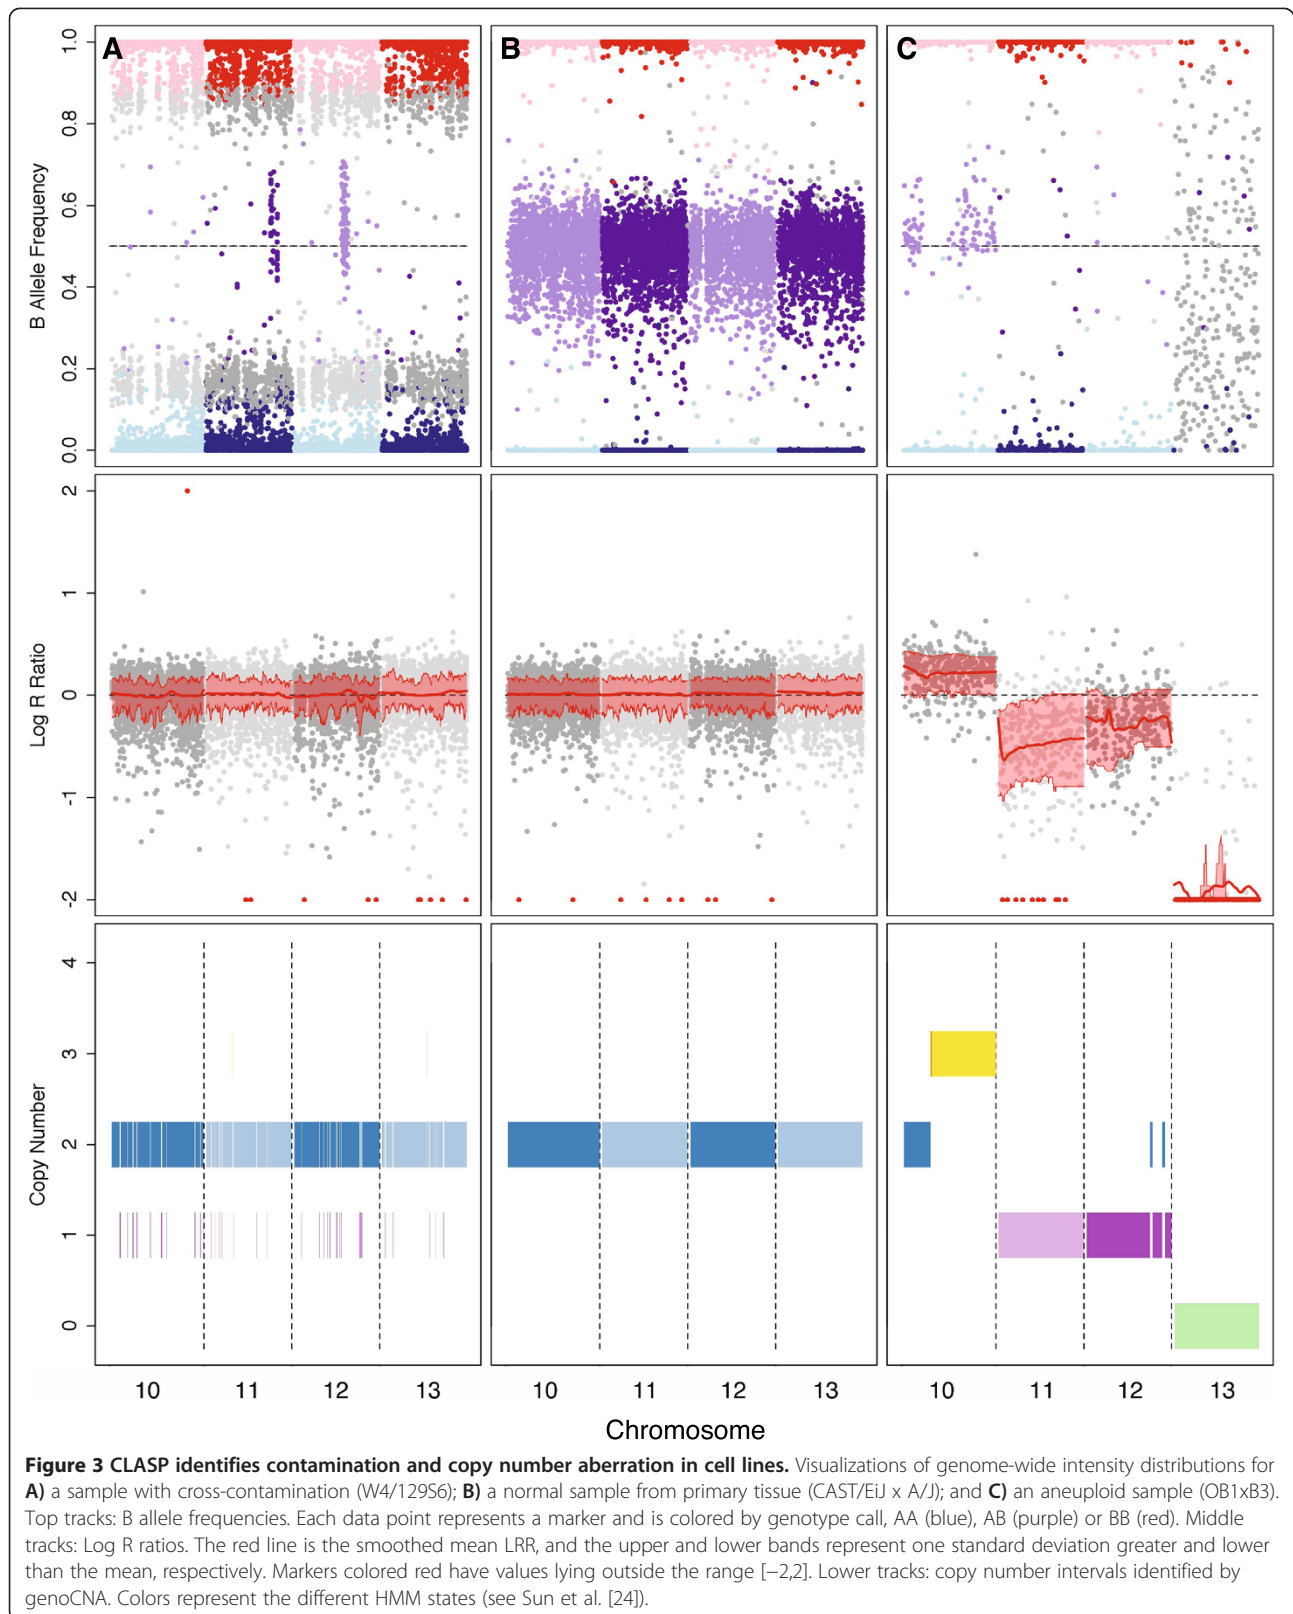 A
B
C
B Allele Frequency
1.0
0.8
0.6
0.4
0.2
0.0
Log R Ratio
2
1
0
-1
-2
Copy Number
4
3
2
1
0
10 11 12 13 10 11 12 13 10 11 12 13
Chromosome
Figure 3 CLASP identifies contamination and copy number aberration in cell lines. Visualizations of genome-wide intensity distributions for
A) a sample with cross-contamination (W4/129S6); B) a normal sample from primary tissue (CAST/EiJ x A/J); and C) an aneuploid sample (OB1xB3).
Top tracks: B allele frequencies. Each data point represents a marker and is colored by genotype call, AA (blue), AB (purple) or BB (red). Middle
tracks: Log R ratios. The red line is the smoothed mean LRR, and the upper and lower bands represent one standard deviation greater and lower
than the mean, respectively. Markers colored red have values lying outside the range [−2,2]. Lower tracks: copy number intervals identified by
genoCNA. Colors represent the different HMM states (see Sun et al. [24]).